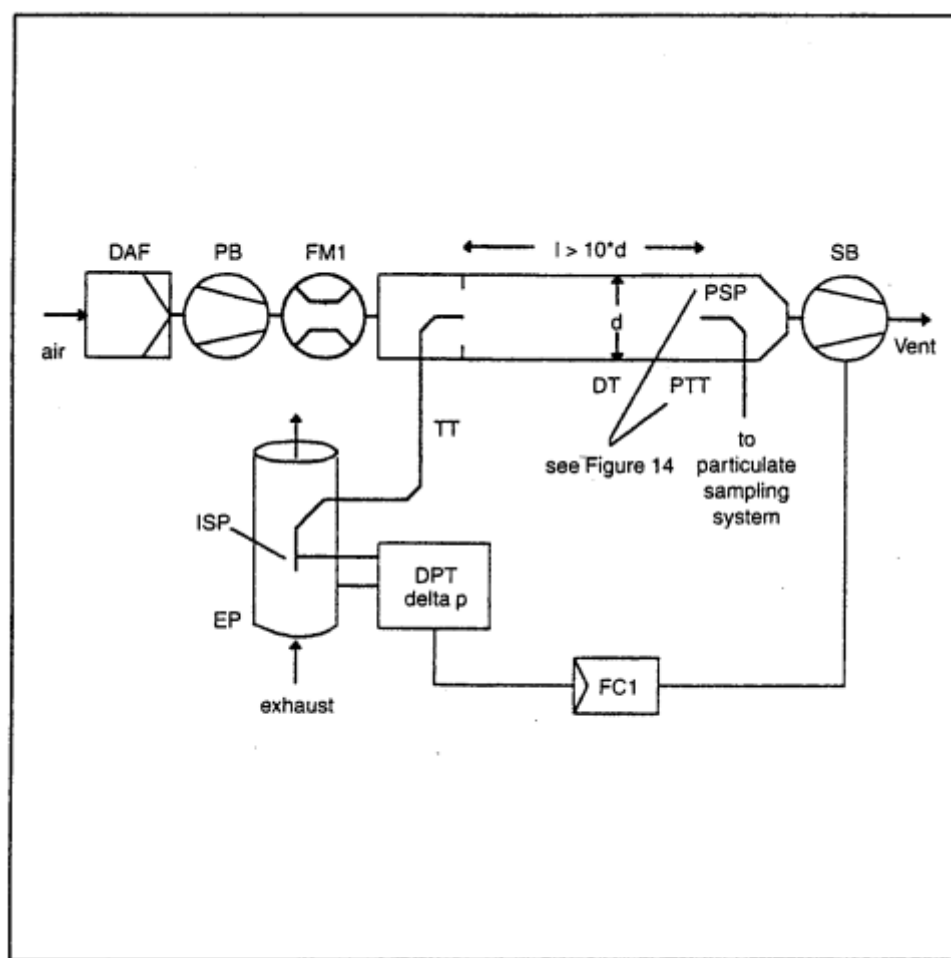 DAF
PB
FM1
l > 10*d
SB
air
d
PSP
Vent
DT
PTT
TT
see Figure 14
to
particulate
sampling
system
ISP
DPT
delta p
EP
FC1
exhaust